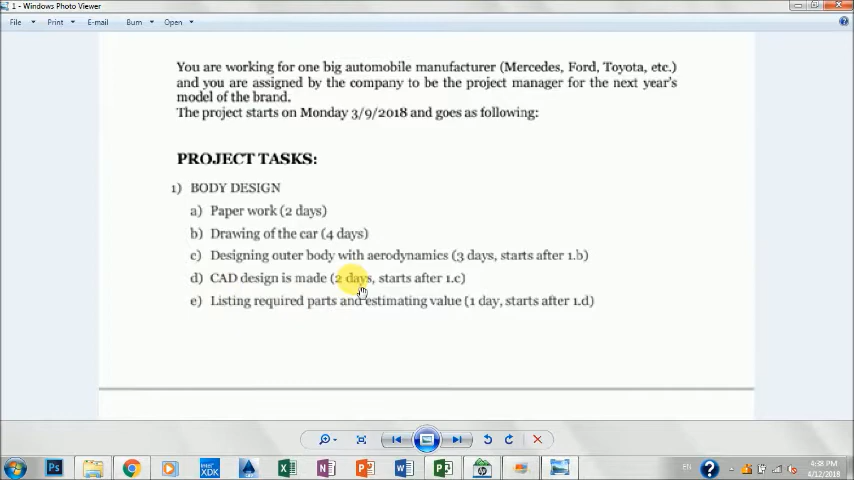 1 - Windows Photo Viewer
File Print E-mail Burn Open
You are working for one big automobile manufacturer (Mercedes, Ford, Toyota, etc.)
and you are assigned by the company to be the project manager for the next year's
model of the brand.
The project starts on Monday 3/9/2018 and goes as following:
PROJECT TASKS:
1) BODY DESIGN
a) Paper work (2 days)
b) Drawing of the car (4 days)
c) Designing outer body with aerodynamics (3 days, starts after 1.b)
d) CAD design is made (2 days, starts after 1.c)
e) Listing required parts and estimating value (1 day, starts after 1.d)
Ps intel XDK X N P W P EN 4:38 PM
4/12/2018